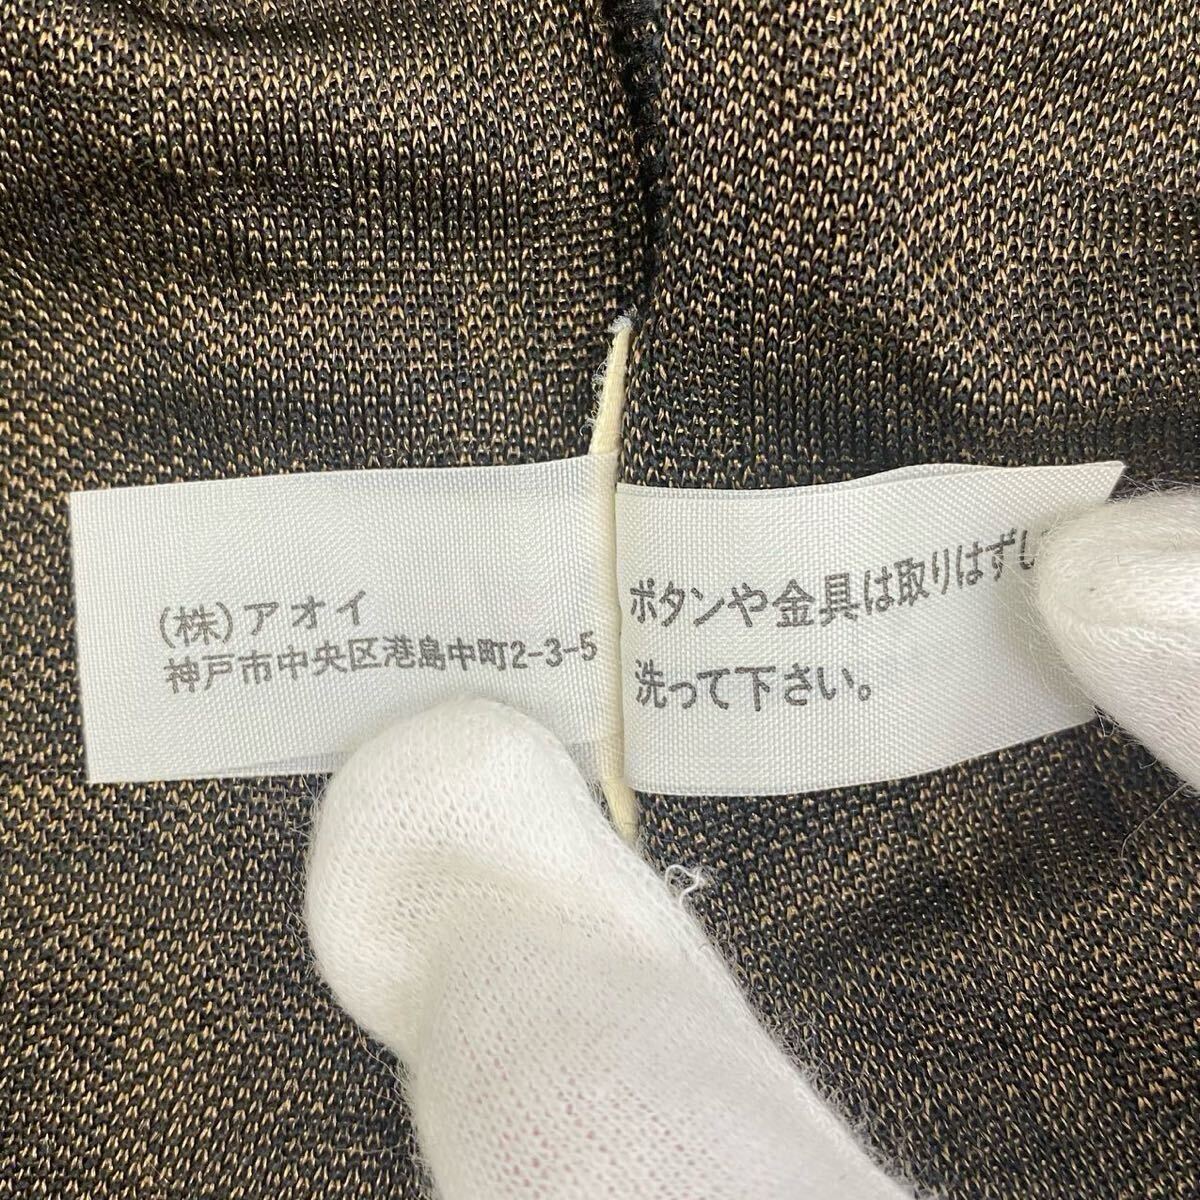 (株)アオイ
神戸市中央区港島中町2-3-5
ボタンや金具は取りはずし
洗って下さい。